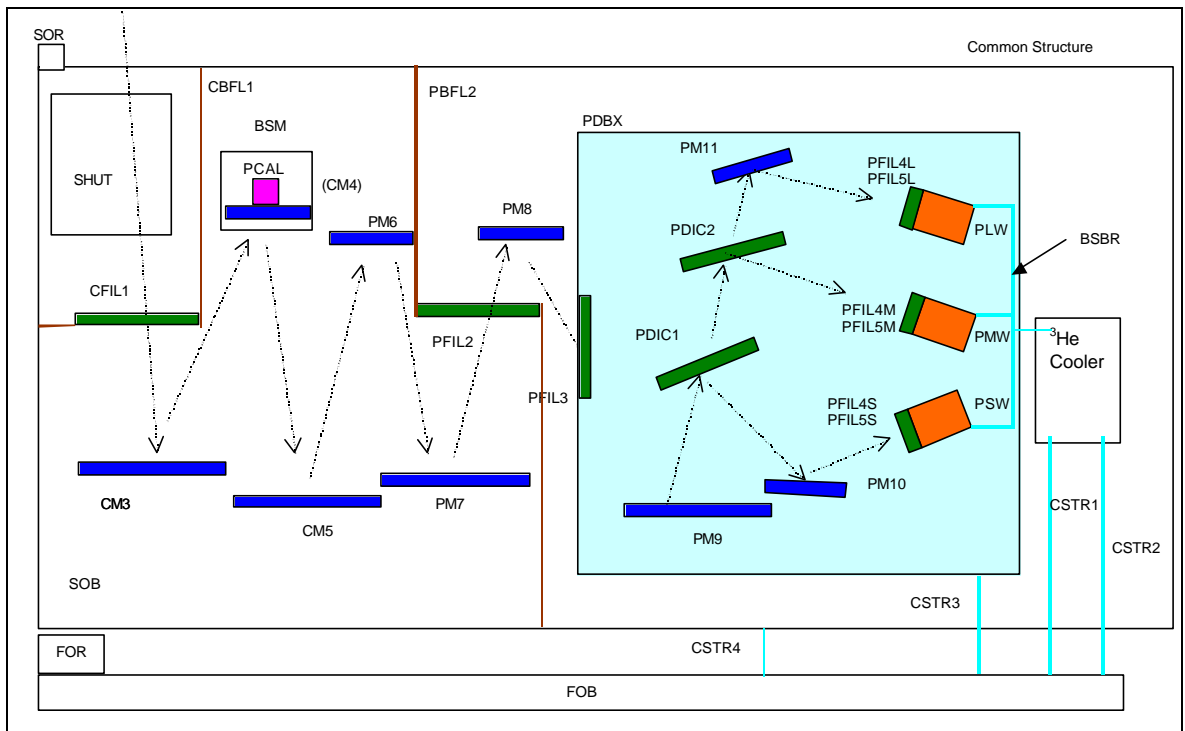 SOR
Common Structure
CBFL1
PBFL2
BSM
PDBX
PM11
PCAL
PFIL4L
PFIL5L
SHUT
(CM4)
PM8
PM6
PDIC2
PLW
BSBR
CFIL1
PFIL4M
PFIL5M
PFIL2
PDIC1
PMW
3He
Cooler
PFIL3
PFIL4S
PFIL5S
PSW
CM3
PM7
PM10
CSTR1
CM5
PM9
CSTR2
SOB
CSTR3
FOR
CSTR4
FOB